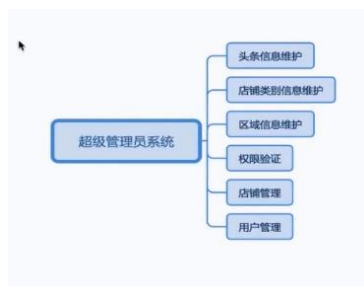 超级管理员系统
头条信息维护
店铺类别信息维护
区域信息维护
权限验证
店铺管理
用户管理